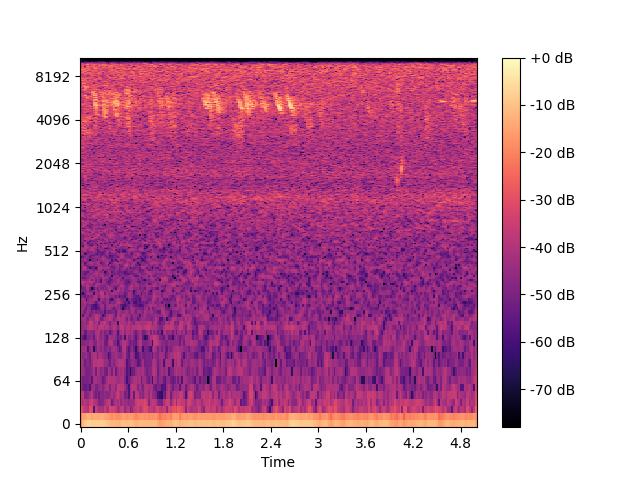 8192
4096
2048
1024
512
256
128
64
0
Hz
0 0.6 1.2 1.8 2.4 3 3.6 4.2 4.8
Time
+0 dB
-10 dB
-20 dB
-30 dB
-40 dB
-50 dB
-60 dB
-70 dB